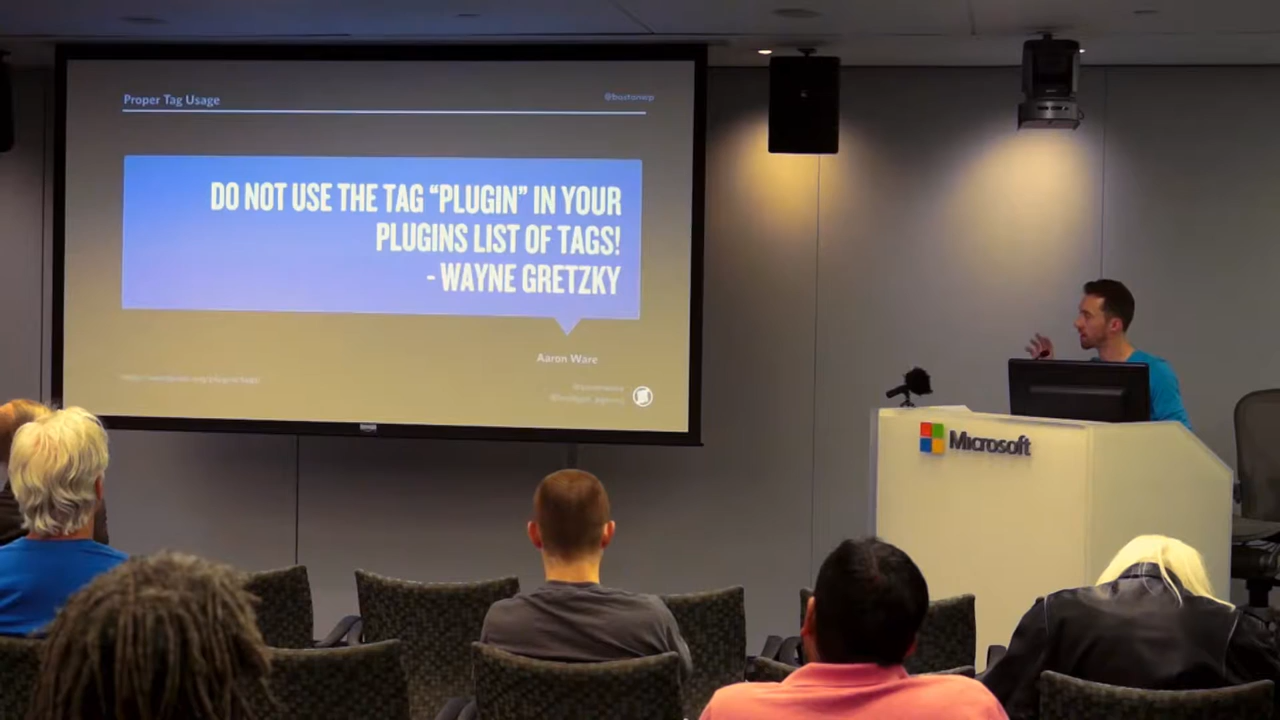 Proper Tag Usage
@bostonwp
DO NOT USE THE TAG “PLUGIN” IN YOUR
PLUGINS LIST OF TAGS!
- WAYNE GRETZKY
Aaron Ware
Microsoft